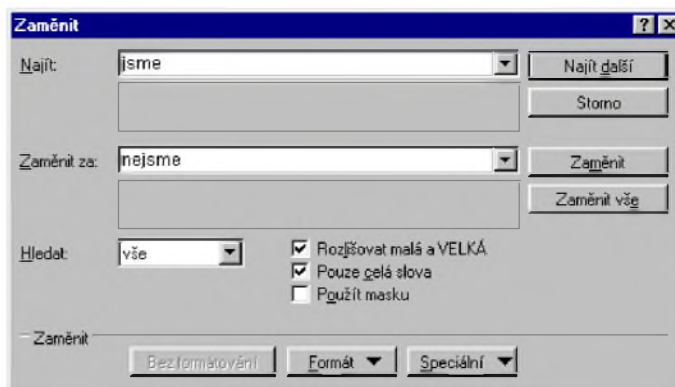 Zaměnit
Najít: jsme Najít další
Storno
Zaměnit za: nejsme Zaměnit
Zaměnit vše
Hledat: vše Rozlišovat malá a VELKÁ
Pouze celá slova
Použít masku
Zaměnit
Bez formátování Formát Speciální